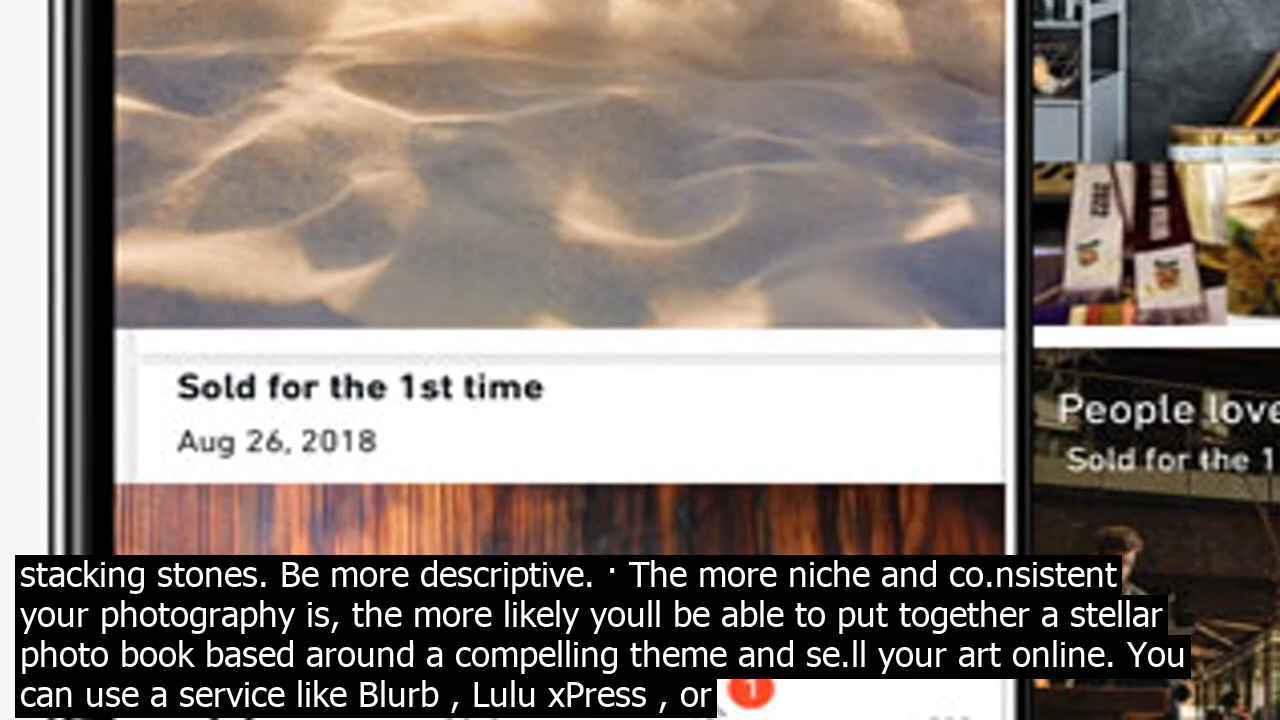 Sold for the 1st time
Aug 26, 2018
People love
Sold for the 1
stacking stones. Be more descriptive. · The more niche and co.nsistent
your photography is, the more likely youll be able to put together a stellar
photo book based around a compelling theme and se.ll your art online. You
can use a service like Blurb , Lulu xPress , or
1